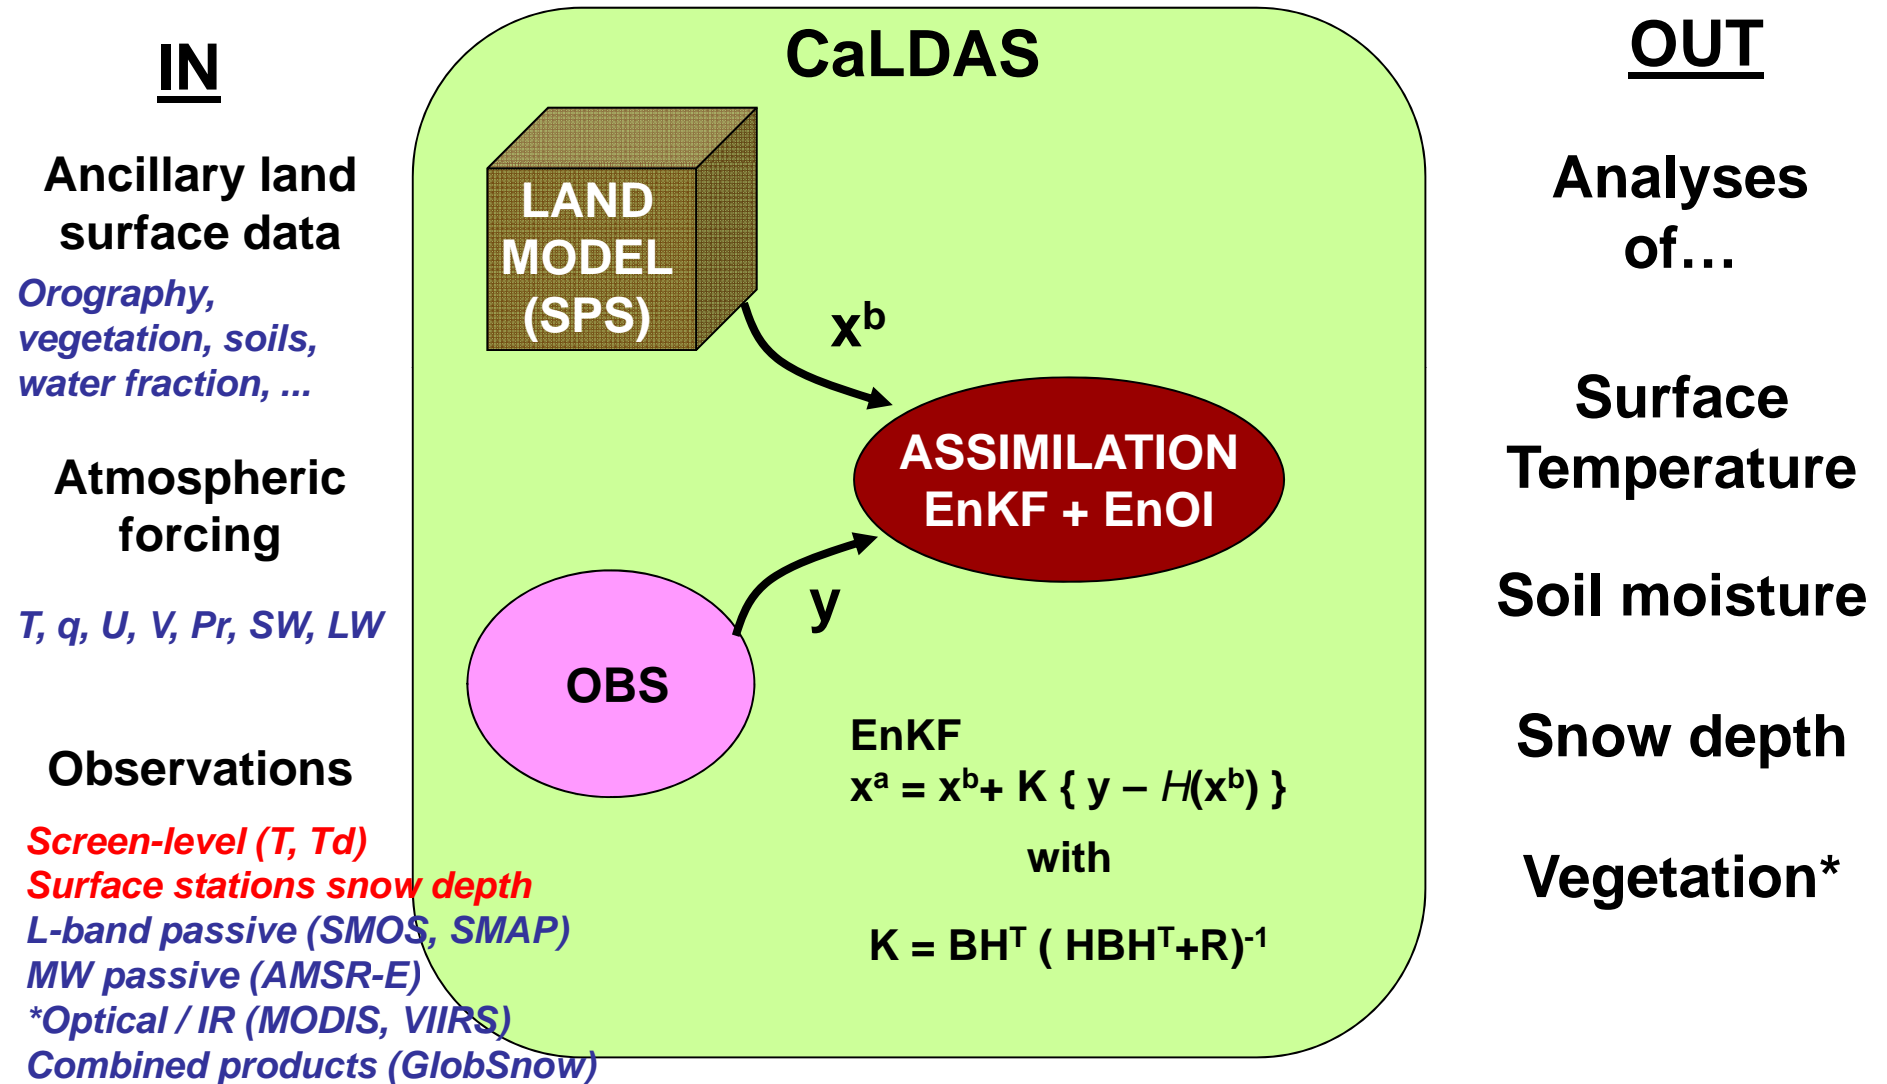 IN
Ancillary land
surface data
Orography,
vegetation, soils,
water fraction, ...
Atmospheric
forcing
T, q, U, V, Pr, SW, LW
Observations
Screen-level (T, Td)
Surface stations snow depth
L-band passive (SMOS, SMAP)
MW passive (AMSR-E)
*Optical / IR (MODIS, VIIRS)
Combined products (GlobSnow)
CaLDAS
LAND
MODEL
(SPS)
xᵇ
ASSIMILATION
EnKF + EnOI
y
OBS
EnKF
xᵃ = xᵇ+ K { y – H(xᵇ) }
with
K = BHᵀ ( HBHᵀ+R)⁻¹
OUT
Analyses
of…
Surface
Temperature
Soil moisture
Snow depth
Vegetation*